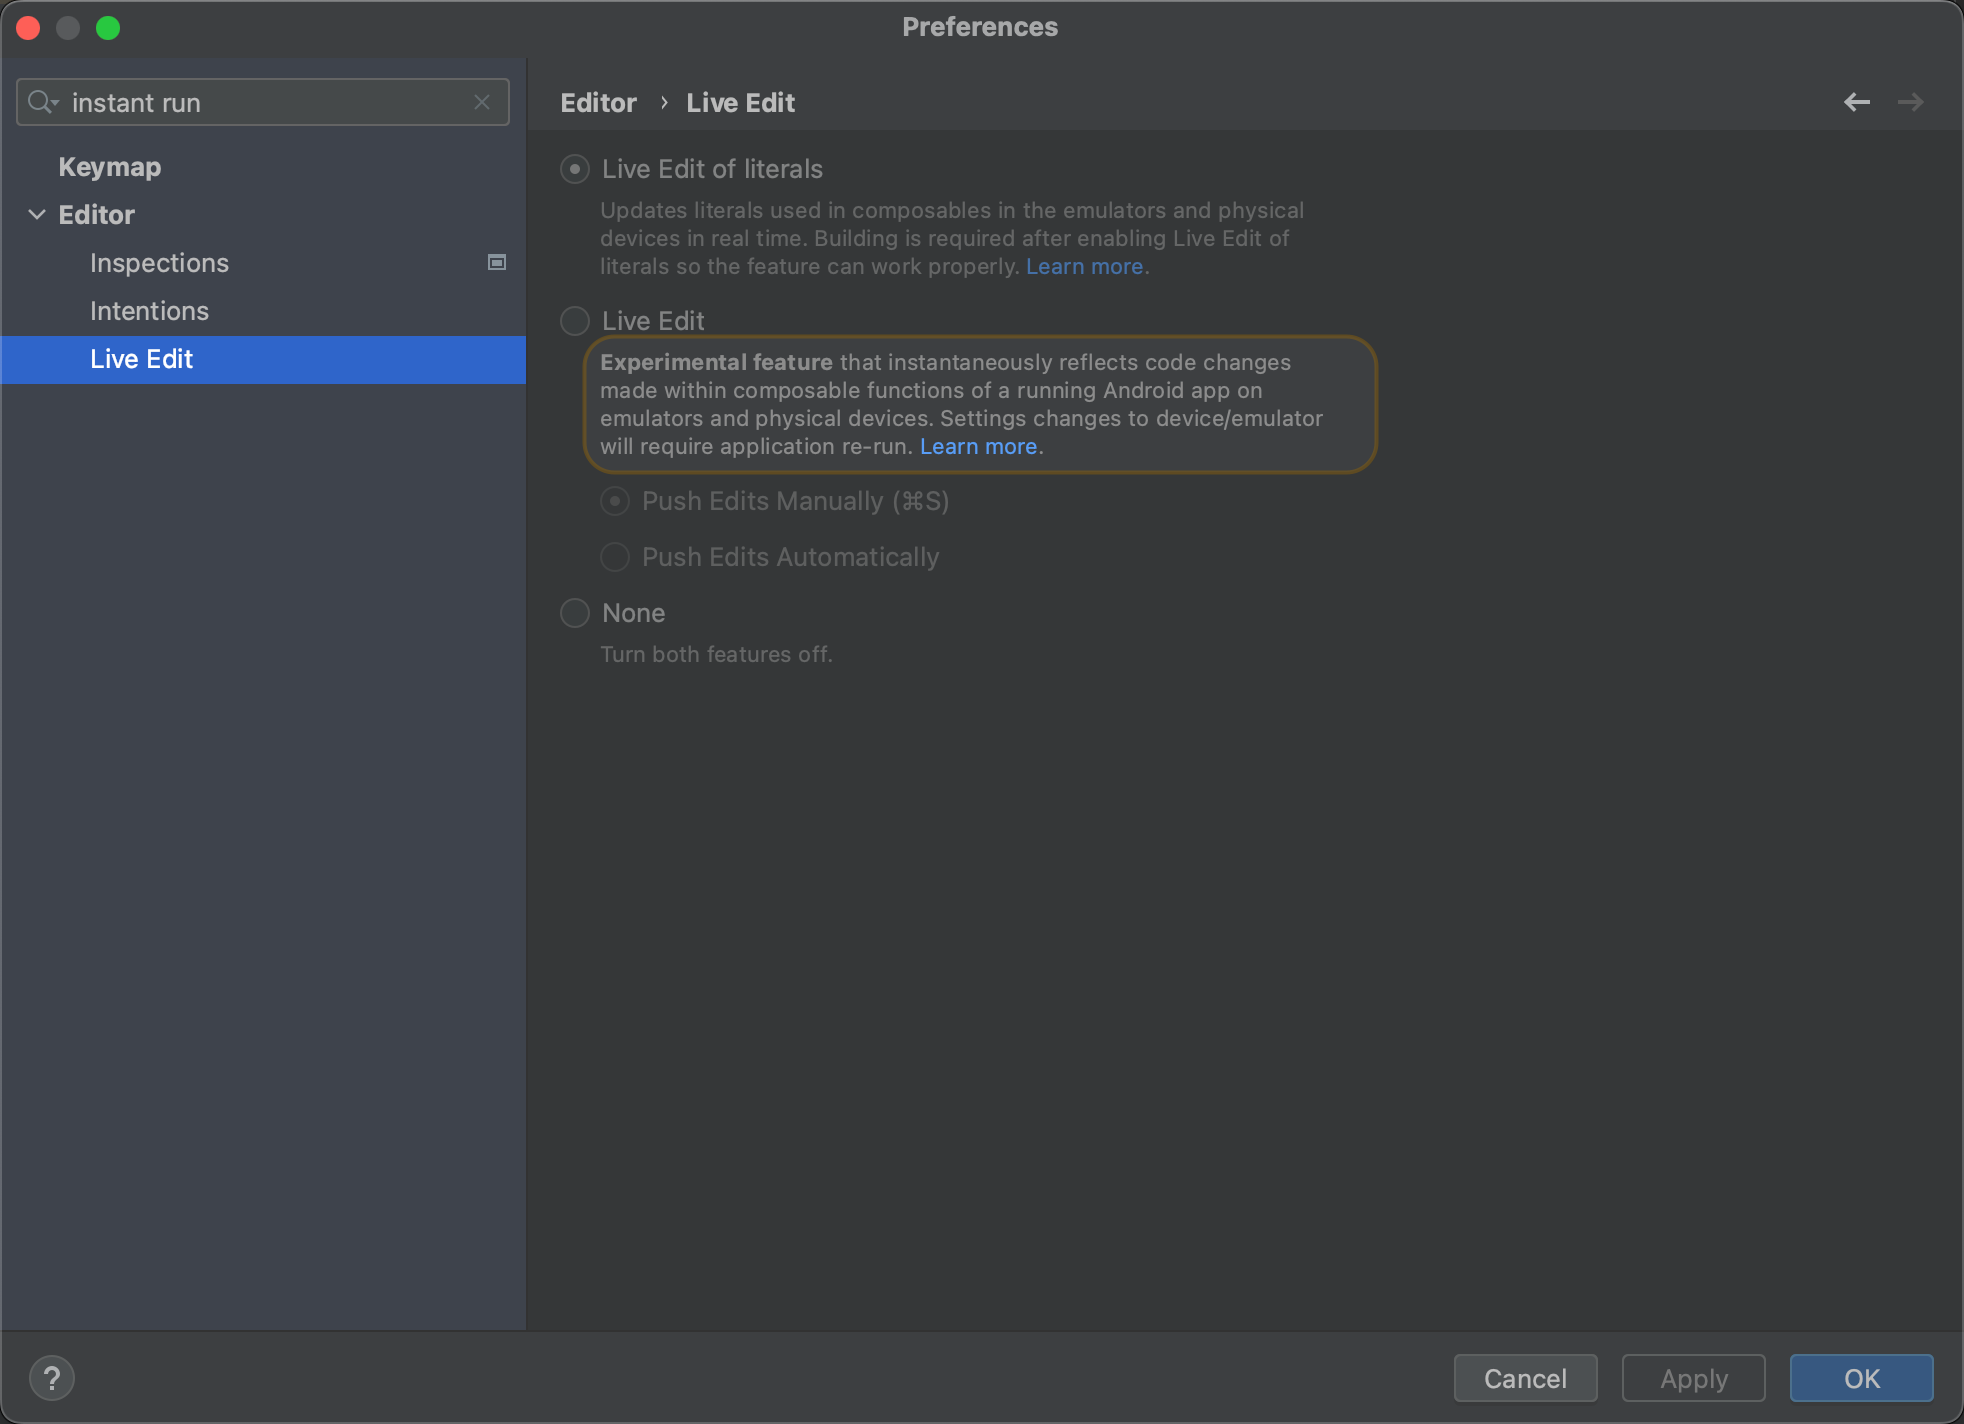 Preferences
instant run
Keymap
Editor
Inspections
Intentions
Live Edit
Editor › Live Edit
Live Edit of literals
Updates literals used in composables in the emulators and physical
devices in real time. Building is required after enabling Live Edit of
literals so the feature can work properly. Learn more.
Live Edit
Experimental feature that instantaneously reflects code changes
made within composable functions of a running Android app on
emulators and physical devices. Settings changes to device/emulator
will require application re-run. Learn more.
Push Edits Manually (⌘S)
Push Edits Automatically
None
Turn both features off.
?
Cancel
Apply
OK